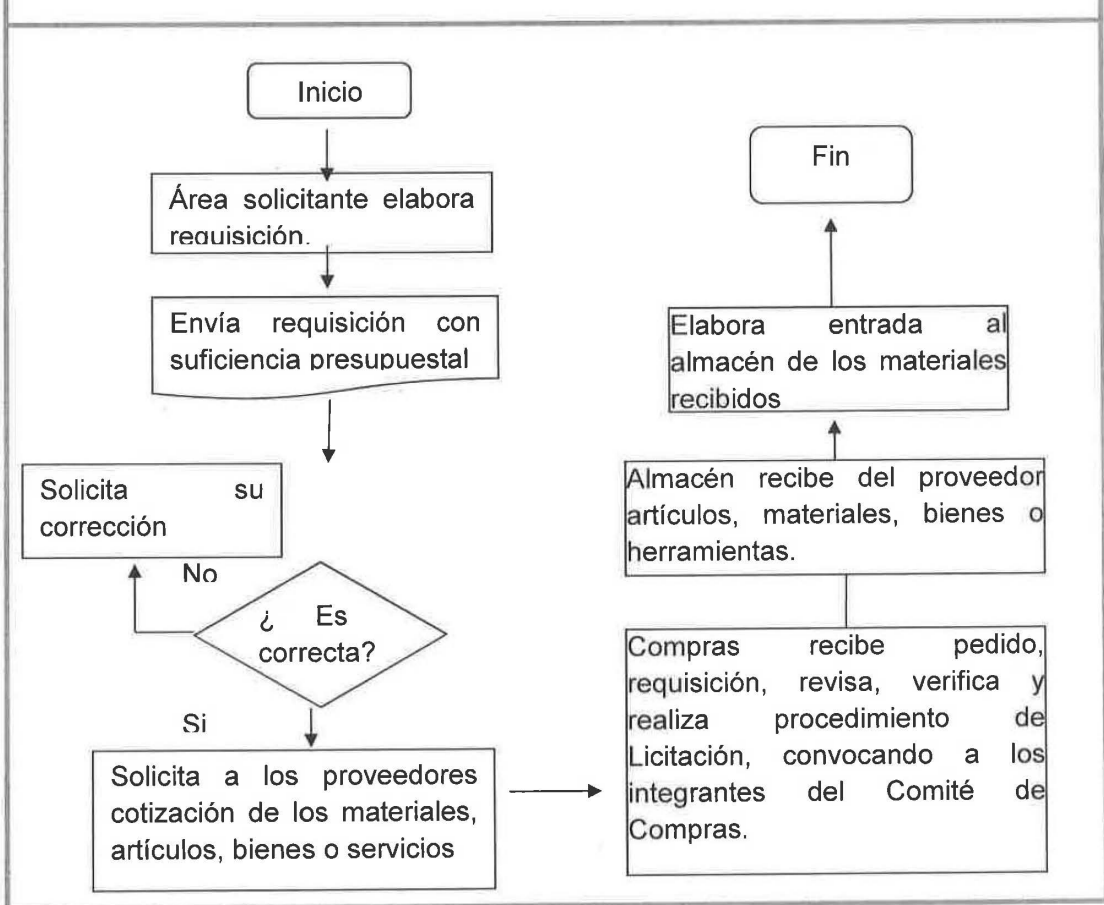 Inicio
Área solicitante elabora
requisición.
Envía requisición con
suficiencia presupuestal
Solicita su
corrección
No
¿ Es
correcta?
Si
Solicita a los proveedores
cotización de los materiales,
artículos, bienes o servicios
Fin
Elabora entrada al
almacén de los materiales
recibidos
Almacén recibe del proveedor
artículos, materiales, bienes o
herramientas.
Compras recibe pedido,
requisición, revisa, verifica y
realiza procedimiento de
Licitación, convocando a los
integrantes del Comité de
Compras.